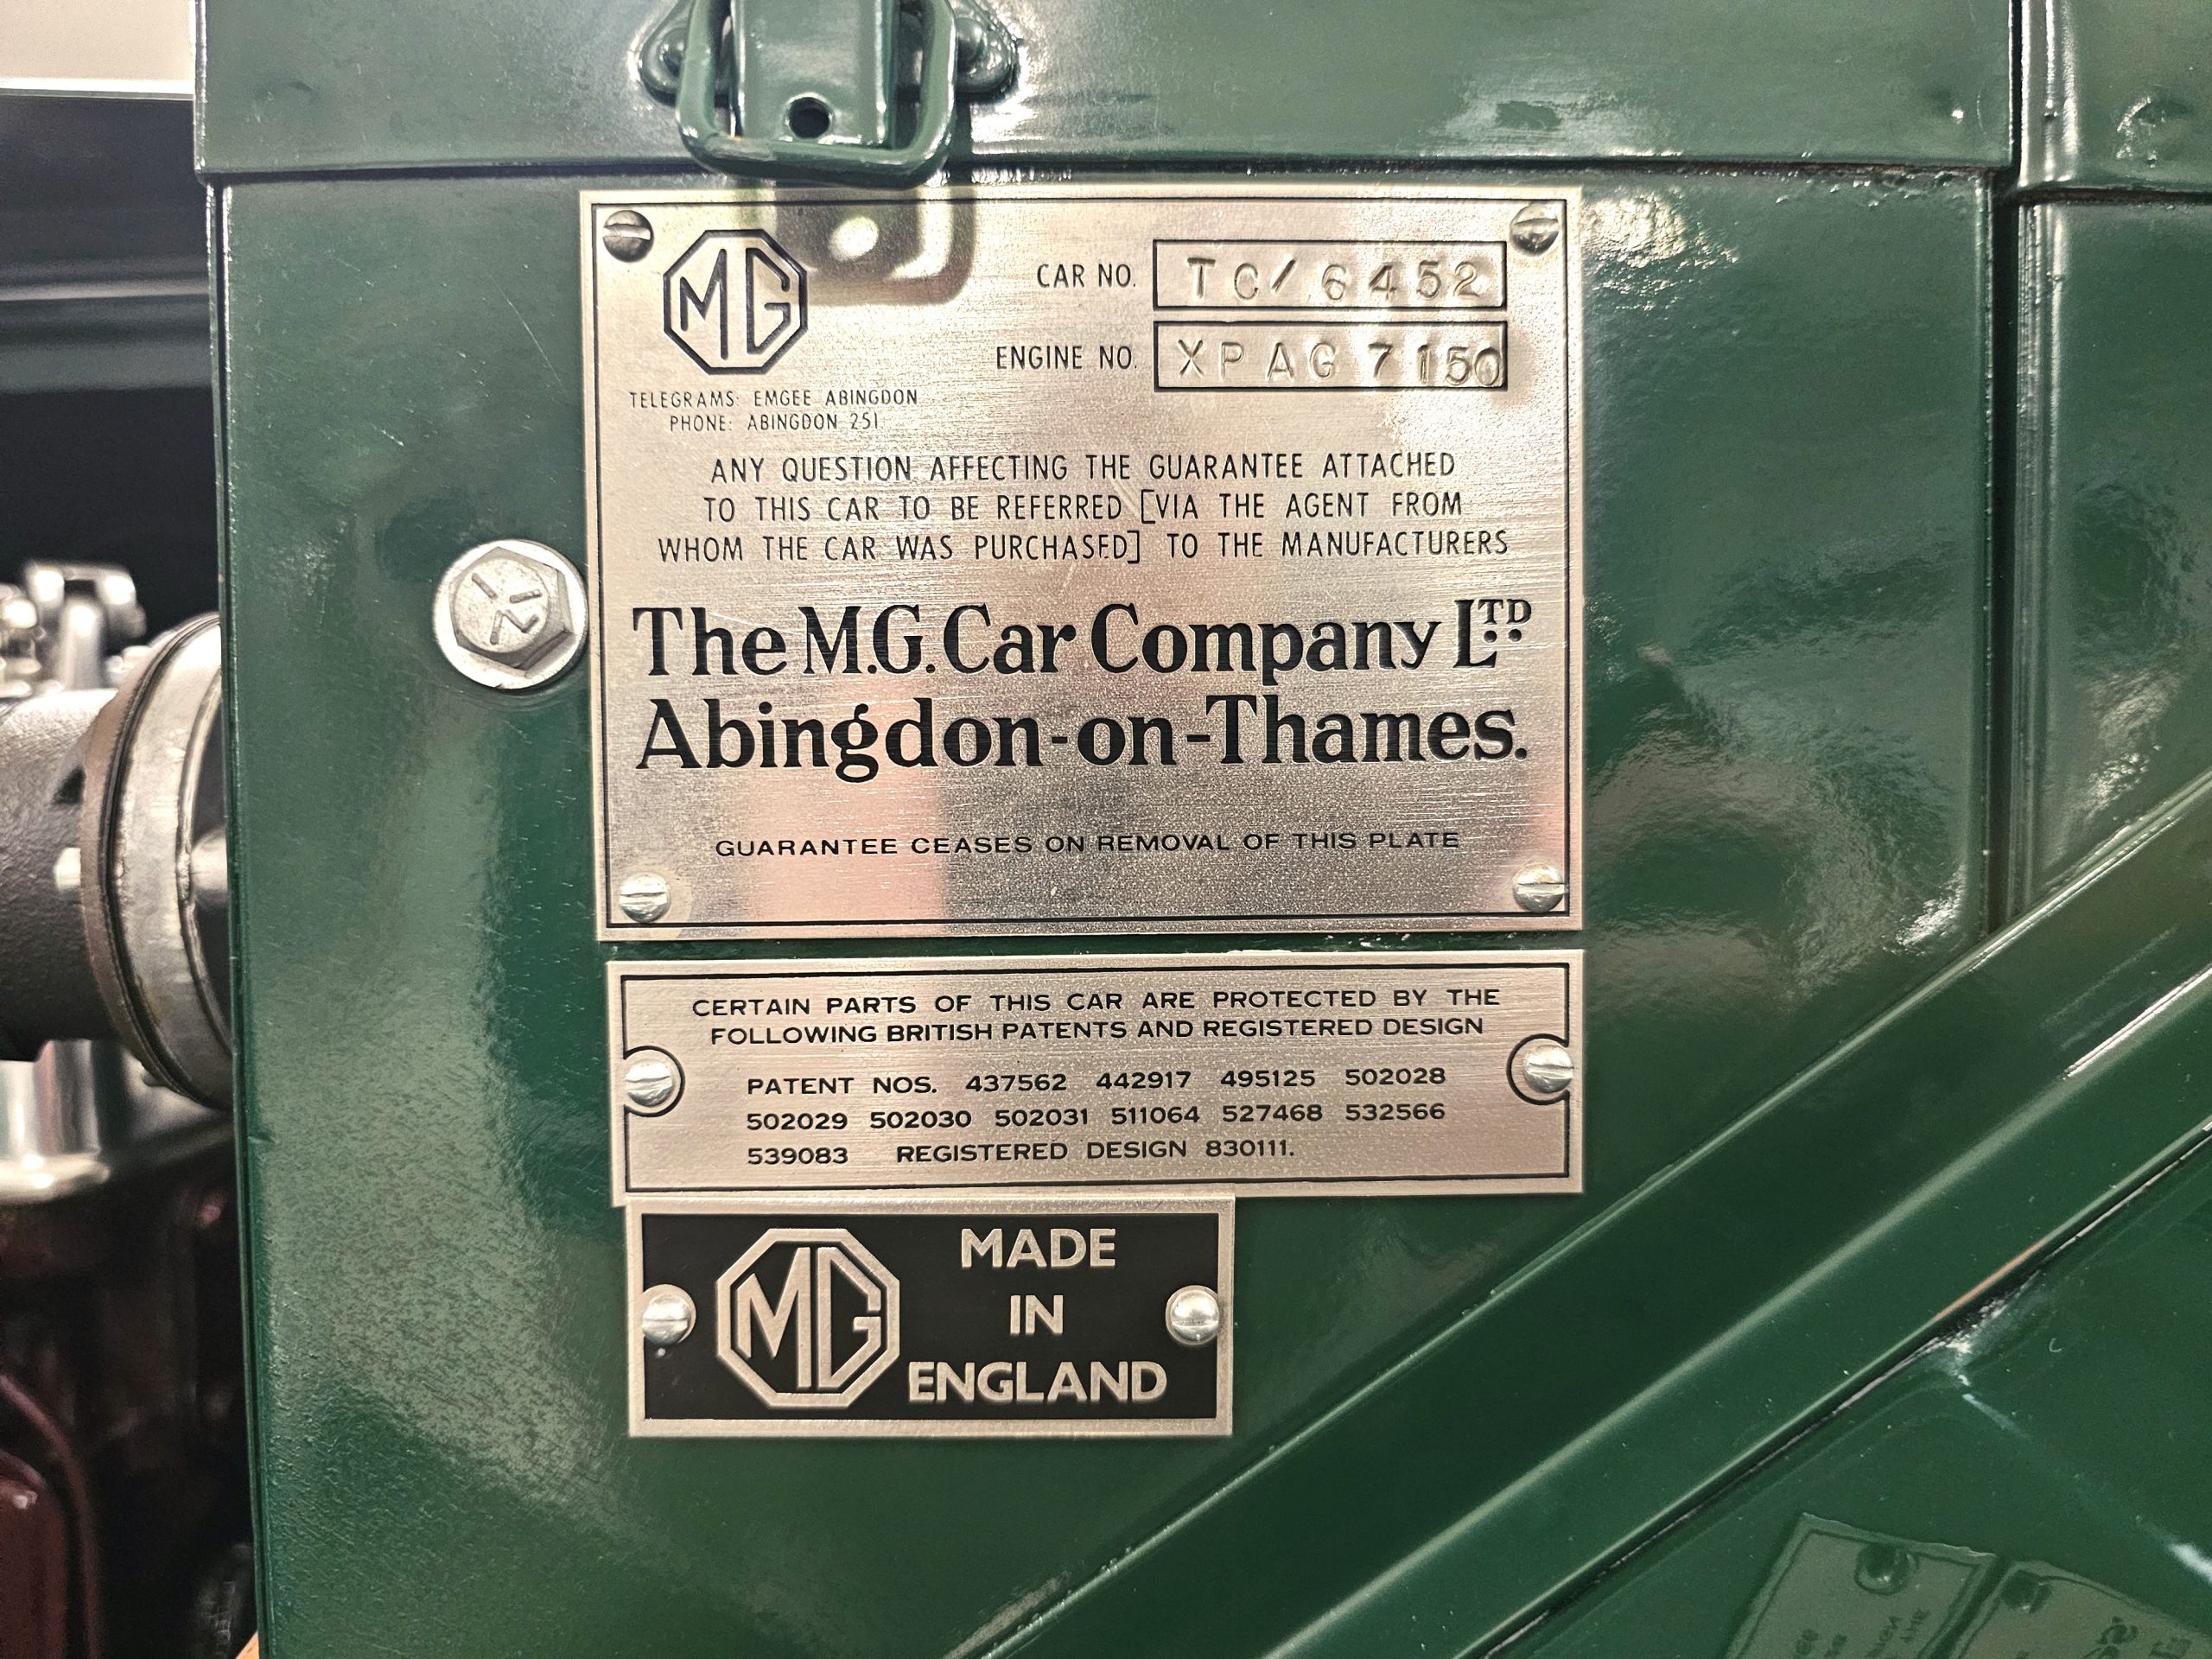 MG
CAR NO. TC/6452
ENGINE NO. XPAG 7150
TELEGRAMS: EMGEE ABINGDON
PHONE: ABINGDON 251.
ANY QUESTION AFFECTING THE GUARANTEE ATTACHED
TO THIS CAR TO BE REFERRED [VIA THE AGENT FROM
WHOM THE CAR WAS PURCHASED] TO THE MANUFACTURERS
The M.G. Car Company LTD
Abingdon-on-Thames.
GUARANTEE CEASES ON REMOVAL OF THIS PLATE
CERTAIN PARTS OF THIS CAR ARE PROTECTED BY THE
FOLLOWING BRITISH PATENTS AND REGISTERED DESIGN
PATENT NOS. 437562 442917 495125 502028
502029 502030 502031 511064 527468 532566
539083 REGISTERED DESIGN 830111.
MG
MADE
IN
ENGLAND